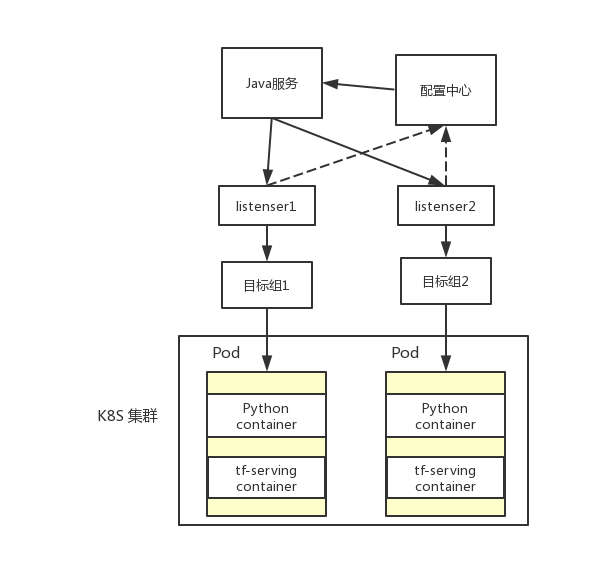 Java服务
配置中心
listenser1
listenser2
目标组1
目标组2
Pod
Pod
K8S 集群
Python
container
Python
container
tf-serving
container
tf-serving
container